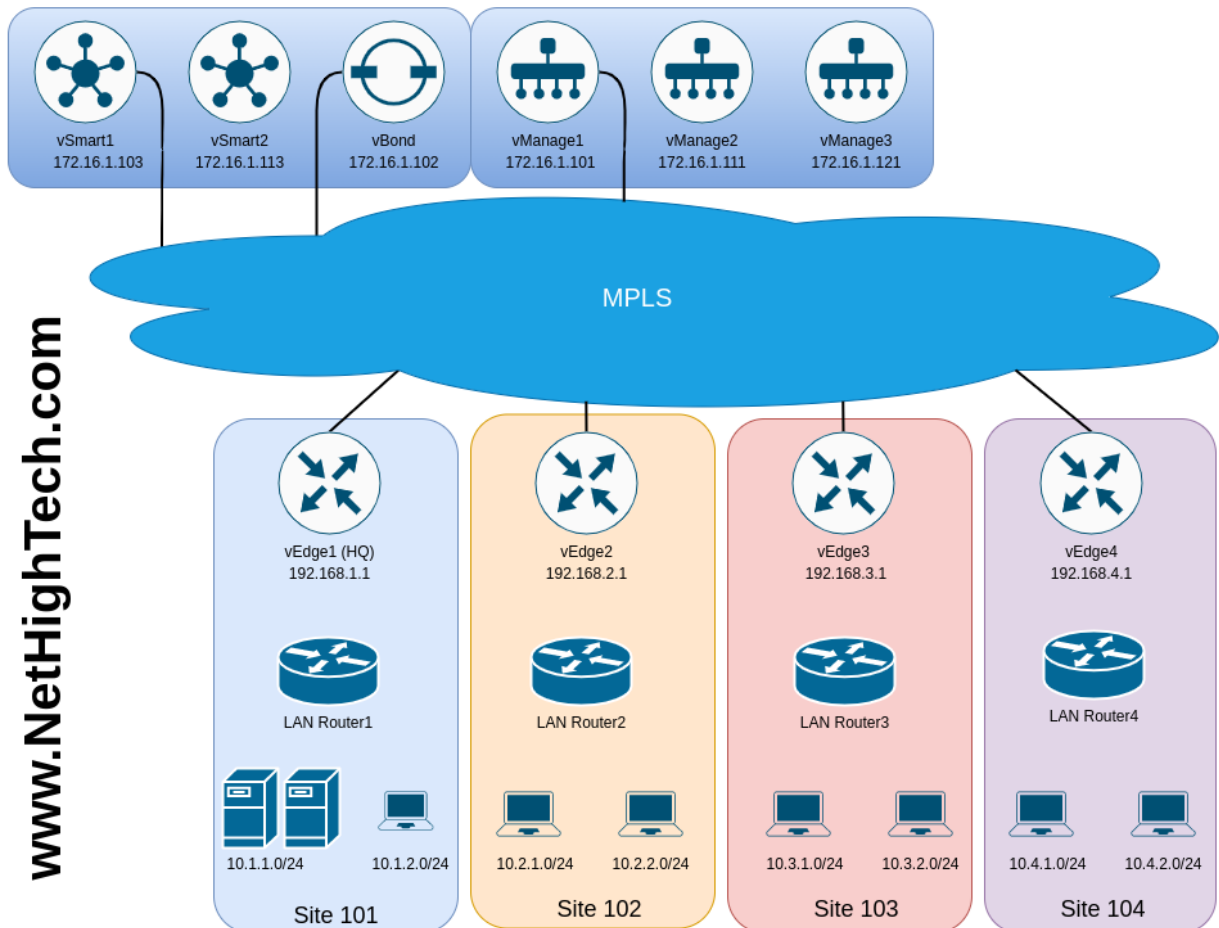 vSmart1
172.16.1.103
vSmart2
172.16.1.113
vBond
172.16.1.102
vManage1
172.16.1.101
vManage2
172.16.1.111
vManage3
172.16.1.121
MPLS
www.NetHighTech.com
vEdge1 (HQ)
192.168.1.1
LAN Router1
10.1.1.0/24
10.1.2.0/24
Site 101
vEdge2
192.168.2.1
LAN Router2
10.2.1.0/24
10.2.2.0/24
Site 102
vEdge3
192.168.3.1
LAN Router3
10.3.1.0/24
10.3.2.0/24
Site 103
vEdge4
192.168.4.1
LAN Router4
10.4.1.0/24
10.4.2.0/24
Site 104